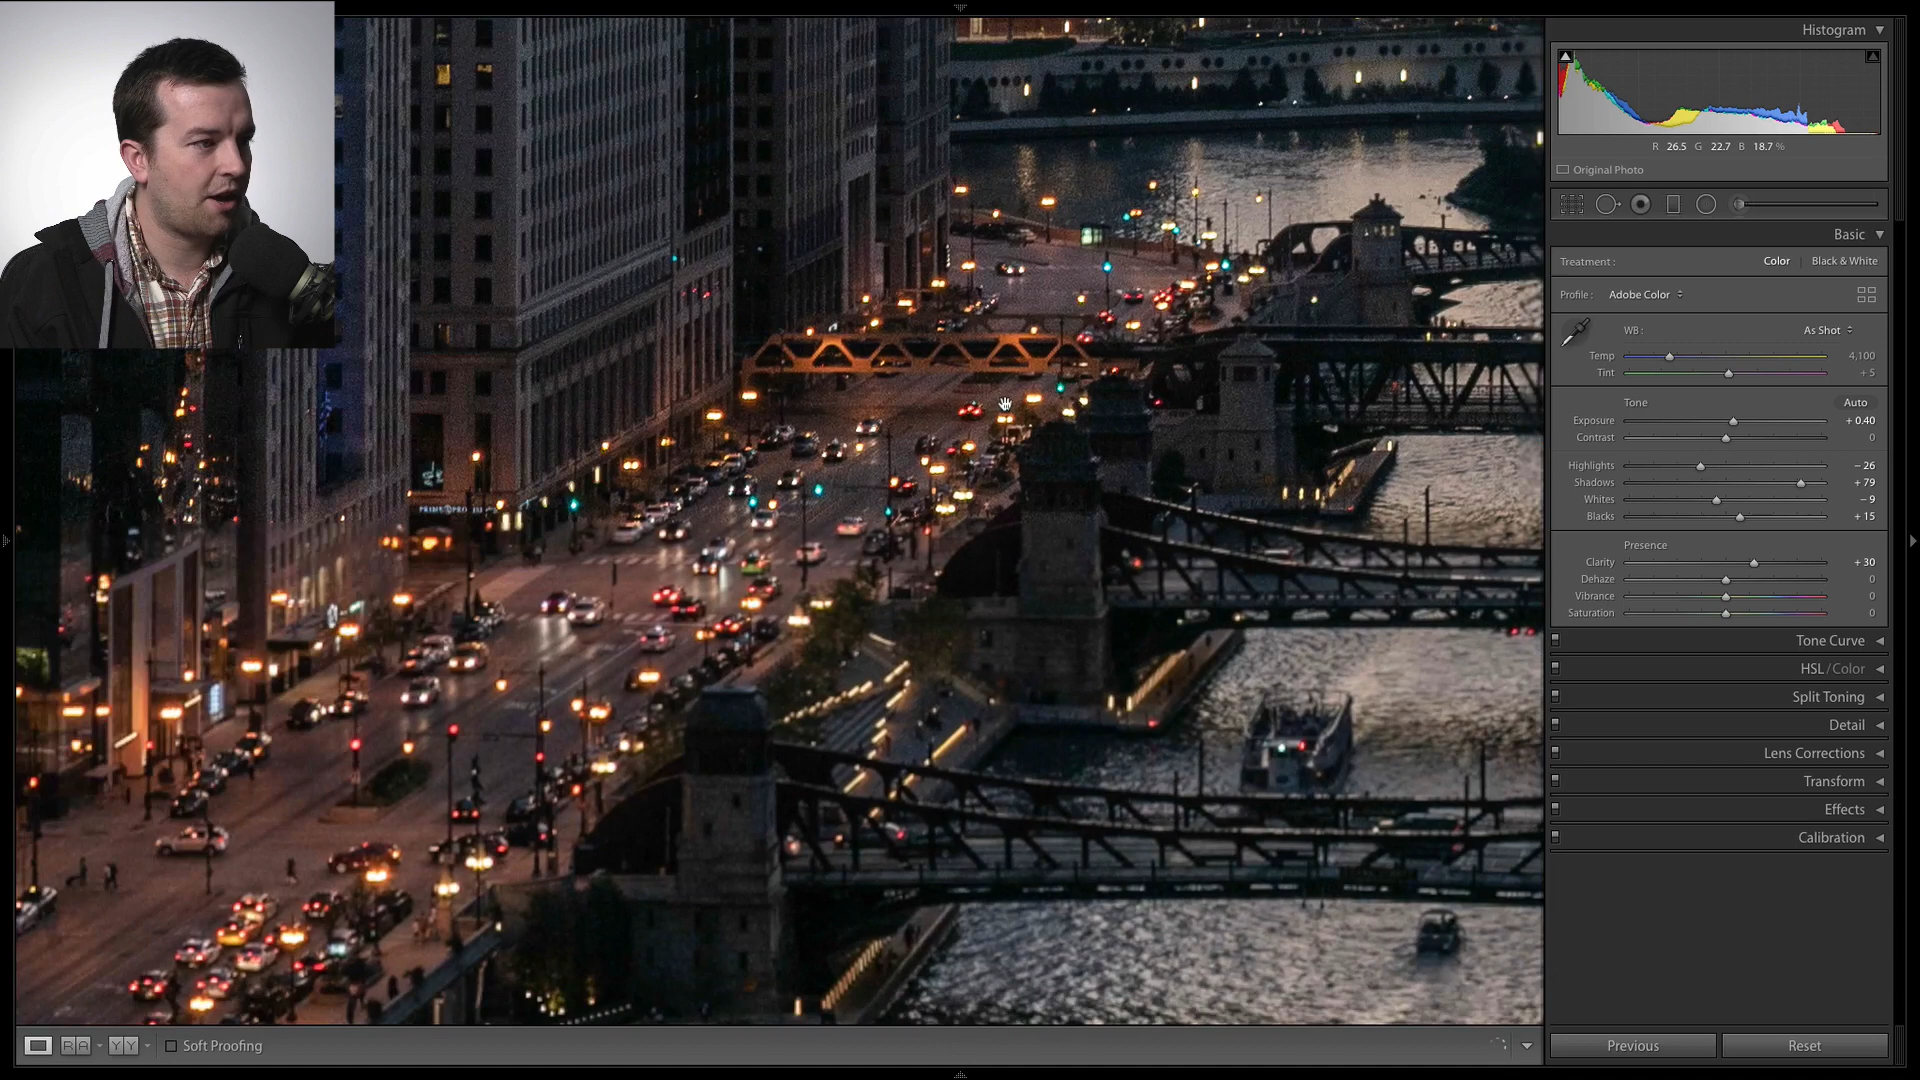 Histogram
R 26.5 G 22.7 B 18.7 %
Original Photo
Basic
Treatment : Color Black & White
Profile : Adobe Color
WB : As Shot
Temp 4,100
Tint + 5
Tone Auto
Exposure + 0.40
Contrast 0
Highlights − 26
Shadows + 79
Whites − 9
Blacks + 15
Presence
Clarity + 30
Dehaze 0
Vibrance 0
Saturation 0
Tone Curve
HSL / Color
Split Toning
Detail
Lens Corrections
Transform
Effects
Calibration
R A Y Y Soft Proofing
Previous Reset